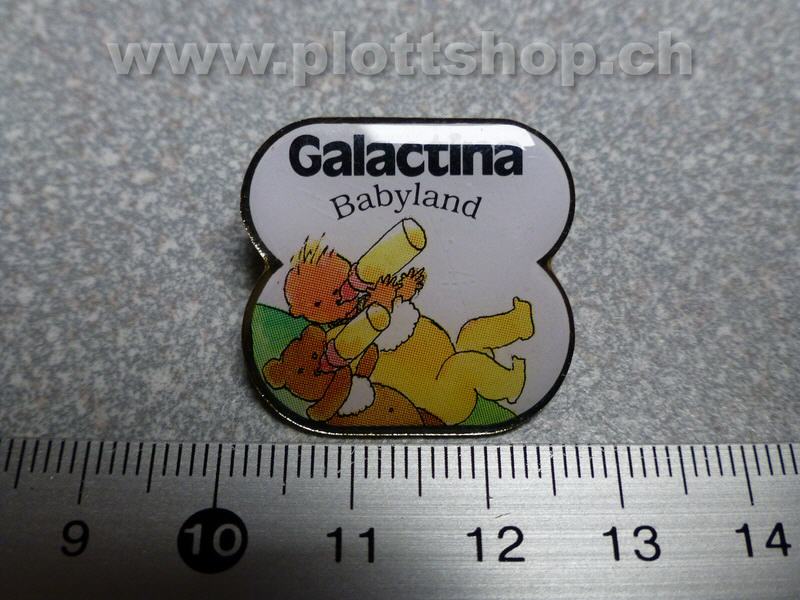 www.plottshop.ch
Galactina
Babyland
9 10 11 12 13 14